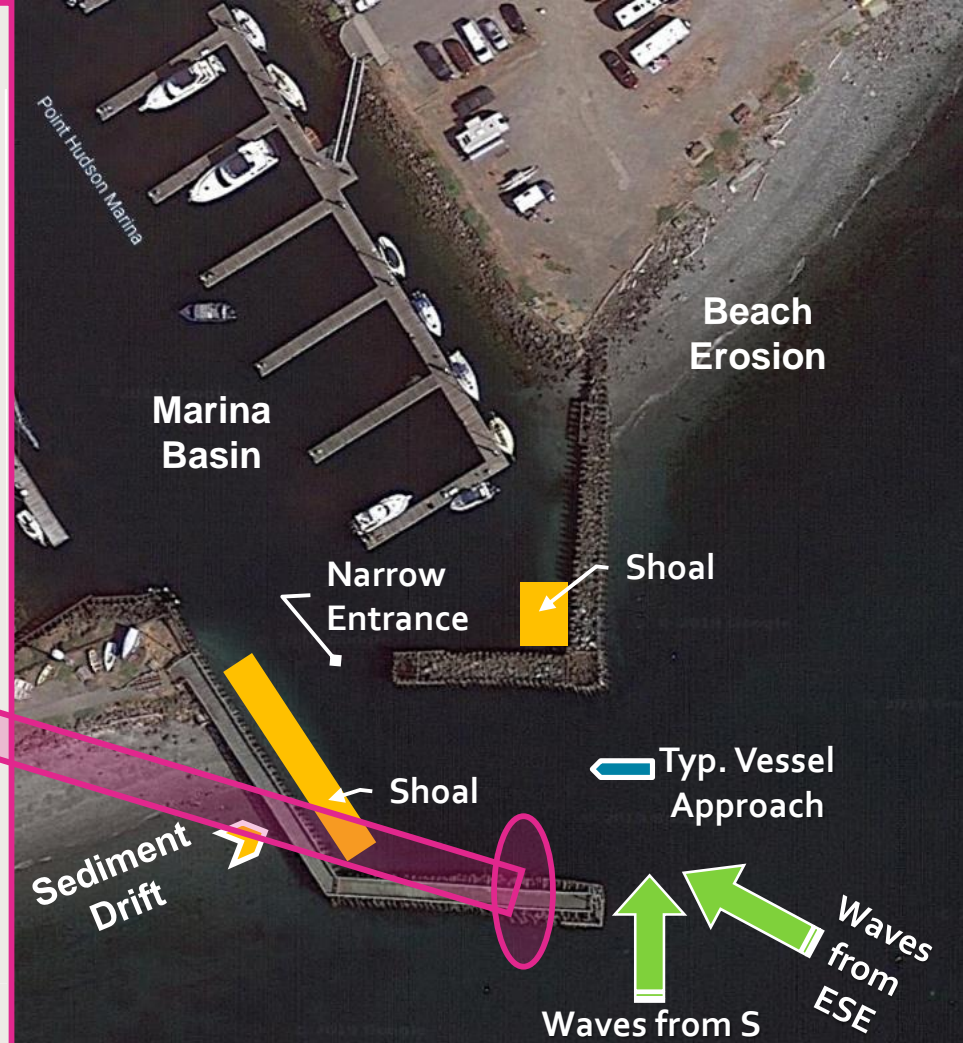 Point Hudson Marina
Beach
Erosion
Marina
Basin
Narrow
Entrance
Shoal
Typ. Vessel
Approach
Shoal
Sediment
Drift
Waves
from
ESE
Waves from S